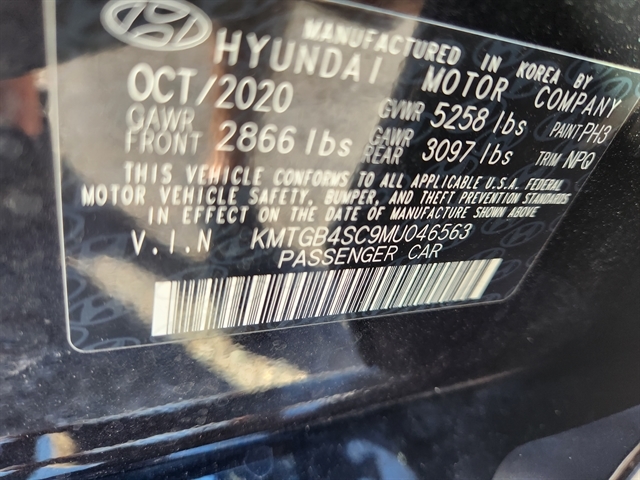 MANUFACTURED IN KOREA BY
HYUNDAI MOTOR COMPANY
OCT/2020 GVWR 5258 lbs PAINT PH3
GAWR FRONT 2866 lbs GAWR REAR 3097 lbs TRIM NPQ
THIS VEHICLE CONFORMS TO ALL APPLICABLE U.S.A. FEDERAL
MOTOR VEHICLE SAFETY, BUMPER, AND THEFT PREVENTION STANDARDS
IN EFFECT ON THE DATE OF MANUFACTURE SHOWN ABOVE
V.I.N KMTGB4SC9MU046563
PASSENGER CAR